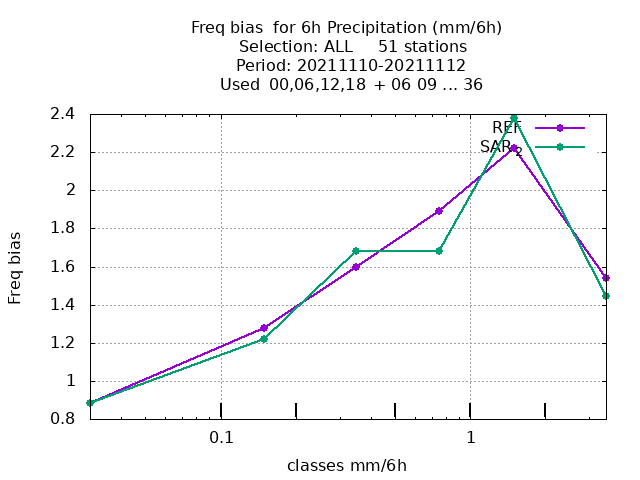 Freq bias  for 6h Precipitation (mm/6h)
Selection: ALL     51 stations
Period: 20211110-20211112
Used  00,06,12,18  + 06 09 ... 36
2.4
REF
SAR2
2.2
2
1.8
Freq bias
1.6
1.4
1.2
1
0.8
0.1 1
classes mm/6h